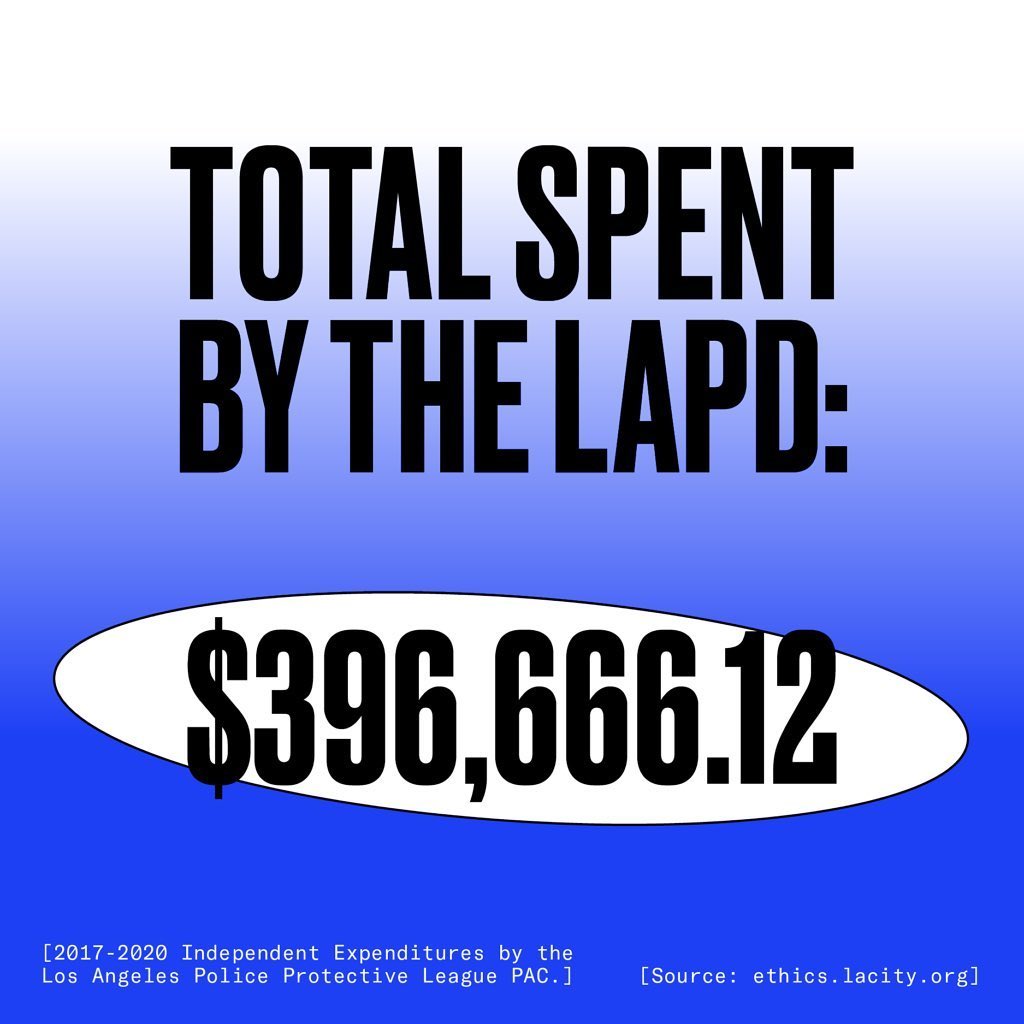 TOTAL SPENT
BY THE LAPD:
$396,666.12
[2017-2020 Independent Expenditures by the
Los Angeles Police Protective League PAC.]
[Source: ethics.lacity.org]